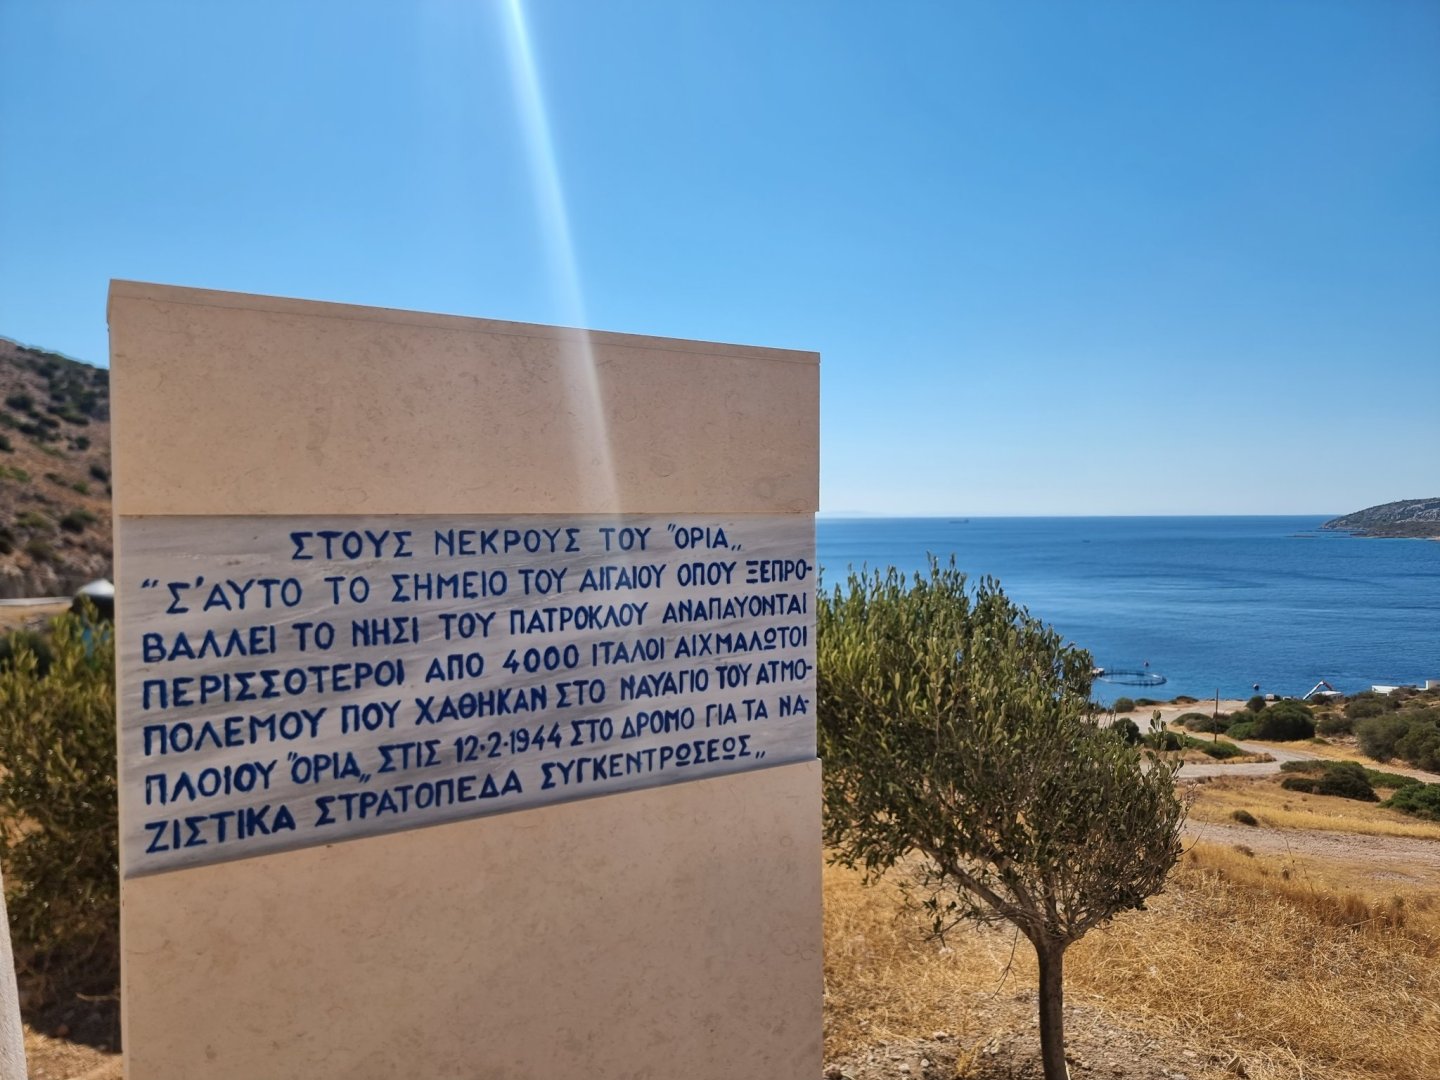 ΣΤΟΥΣ ΝΕΚΡΟΥΣ ΤΟΥ "ΟΡΙΑ„
"Σ'ΑΥΤΟ ΤΟ ΣΗΜΕΙΟ ΤΟΥ ΑΙΓΑΙΟΥ ΟΠΟΥ ΞΕΠΡΟ-
ΒΑΛΛΕΙ ΤΟ ΝΗΣΙ ΤΟΥ ΠΑΤΡΟΚΛΟΥ ΑΝΑΠΑΥΟΝΤΑΙ
ΠΕΡΙΣΣΟΤΕΡΟΙ ΑΠΟ 4000 ΙΤΑΛΟΙ ΑΙΧΜΑΛΩΤΟΙ
ΠΟΛΕΜΟΥ ΠΟΥ ΧΑΘΗΚΑΝ ΣΤΟ ΝΑΥΑΓΙΟ ΤΟΥ ΑΤΜΟ-
ΠΛΟΙΟΥ "ΟΡΙΑ„ ΣΤΙΣ 12-2-1944 ΣΤΟ ΔΡΟΜΟ ΓΙΑ ΤΑ ΝΑ-
ΖΙΣΤΙΚΑ ΣΤΡΑΤΟΠΕΔΑ ΣΥΓΚΕΝΤΡΩΣΕΩΣ„